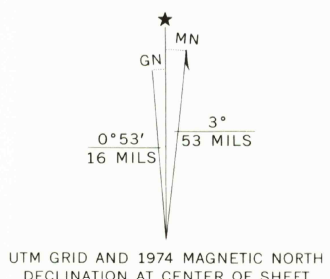 ★
MN
GN
0°53′
16 MILS
3°
53 MILS
UTM GRID AND 1974 MAGNETIC NORTH
DECLINATION AT CENTER OF SHEET